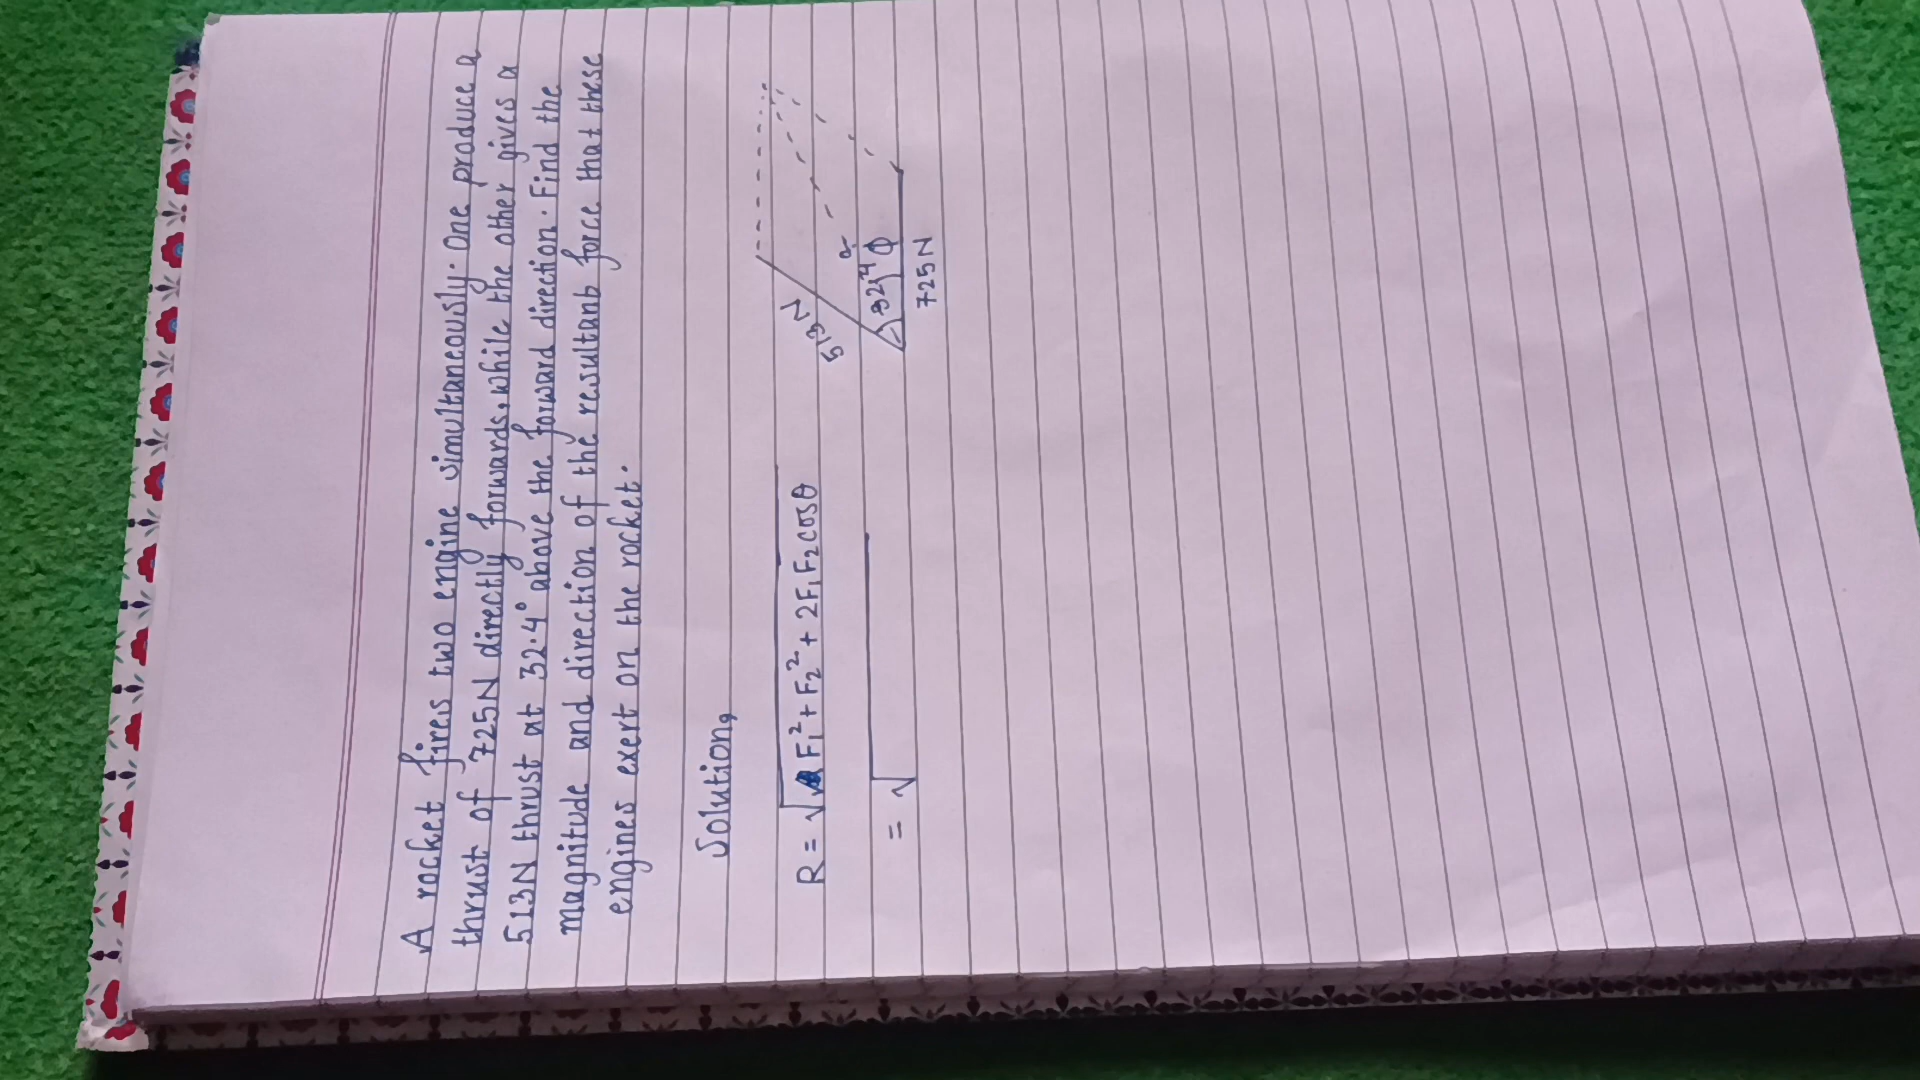 A rocket fires two engine simultaneously. One produce a
thrust of 725N directly forwards, while the other gives a
513N thrust at 32.4° above the forward direction. Find the
magnitude and direction of the resultant force that these
engines exert on the rocket.
Solution,
R = √F₁² + F₂² + 2F₁F₂cosθ
= √
513N
32.4
φ
725N